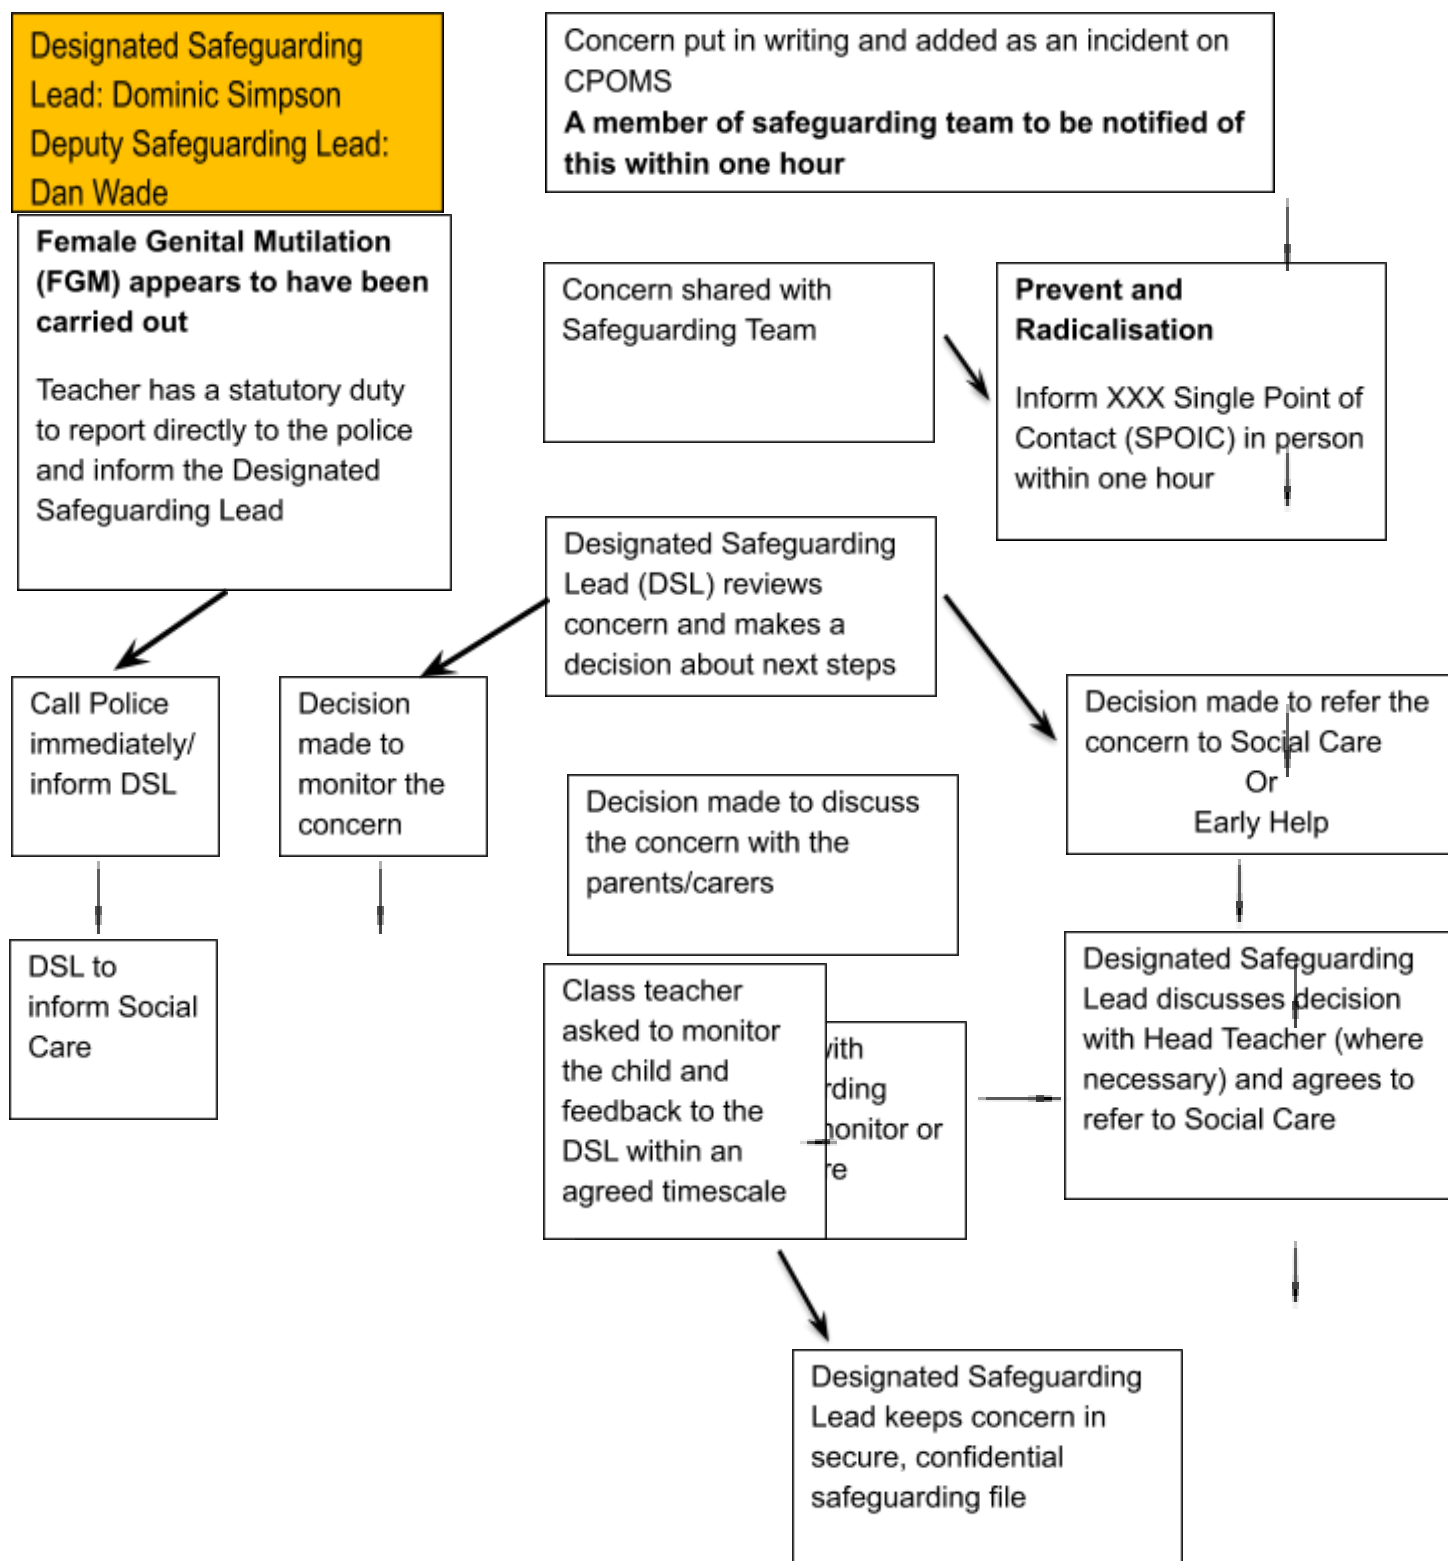 Designated Safeguarding
Lead: Dominic Simpson
Deputy Safeguarding Lead:
Dan Wade
Concern put in writing and added as an incident on
CPOMS
A member of safeguarding team to be notified of
this within one hour
Female Genital Mutilation
(FGM) appears to have been
carried out
Teacher has a statutory duty
to report directly to the police
and inform the Designated
Safeguarding Lead
Concern shared with
Safeguarding Team
Prevent and
Radicalisation
Inform XXX Single Point of
Contact (SPOIC) in person
within one hour
Designated Safeguarding
Lead (DSL) reviews
concern and makes a
decision about next steps
Call Police
immediately/
inform DSL
Decision
made to
monitor the
concern
Decision made to discuss
the concern with the
parents/carers
Decision made to refer the
concern to Social Care
Or
Early Help
DSL to
inform Social
Care
Class teacher
asked to monitor
the child and
feedback to the
DSL within an
agreed timescale
or
Designated Safeguarding
Lead discusses decision
with Head Teacher (where
necessary) and agrees to
refer to Social Care
Designated Safeguarding
Lead keeps concern in
secure, confidential
safeguarding file